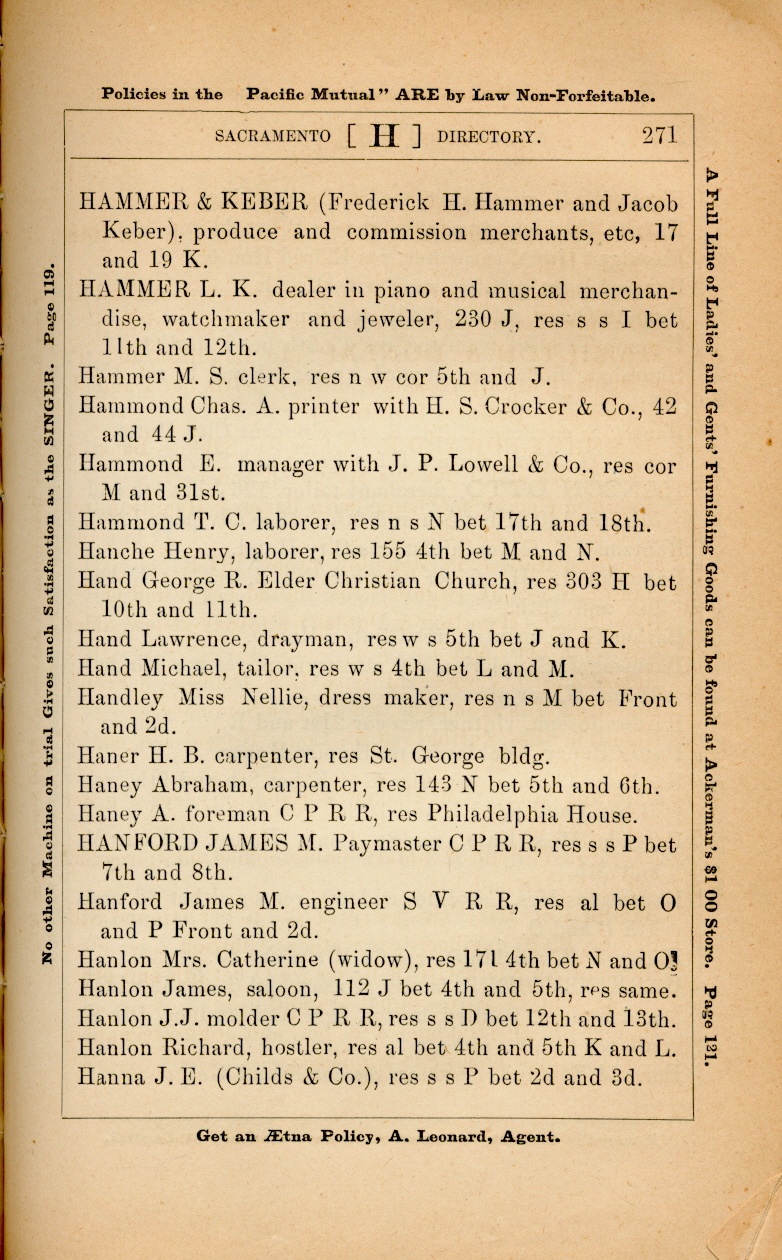 Policies in the Pacific Mutual" ARE by Law Non-Forfeitable.
SACRAMENTO [ H ] DIRECTORY. 271
HAMMER & KEBER (Frederick H. Hammer and Jacob
Keber), produce and commission merchants, etc, 17
and 19 K.
HAMMER L. K. dealer in piano and musical merchan-
dise, watchmaker and jeweler, 230 J, res s s I bet
11th and 12th.
Hammer M. S. clerk, res n w cor 5th and J.
Hammond Chas. A. printer with H. S. Crocker & Co., 42
and 44 J.
Hammond E. manager with J. P. Lowell & Co., res cor
M and 31st.
Hammond T. C. laborer, res n s N bet 17th and 18th.
Hanche Henry, laborer, res 155 4th bet M and N.
Hand George R. Elder Christian Church, res 303 H bet
10th and 11th.
Hand Lawrence, drayman, res w s 5th bet J and K.
Hand Michael, tailor, res w s 4th bet L and M.
Handley Miss Nellie, dress maker, res n s M bet Front
and 2d.
Haner H. B. carpenter, res St. George bldg.
Haney Abraham, carpenter, res 143 N bet 5th and 6th.
Haney A. foreman C P R R, res Philadelphia House.
HANFORD JAMES M. Paymaster C P R R, res s s P bet
7th and 8th.
Hanford James M. engineer S V R R, res al bet O
and P Front and 2d.
Hanlon Mrs. Catherine (widow), res 171 4th bet N and O.
Hanlon James, saloon, 112 J bet 4th and 5th, res same.
Hanlon J.J. molder C P R R, res s s D bet 12th and 13th.
Hanlon Richard, hostler, res al bet 4th and 5th K and L.
Hanna J. E. (Childs & Co.), res s s P bet 2d and 3d.
Get an Ætna Policy, A. Leonard, Agent.
No other Machine on trial Gives such Satisfaction as the SINGER. Page 119.
A Full Line of Ladies' and Gents' Furnishing Goods can be found at Ackerman's $1 00 Store. Page 121.